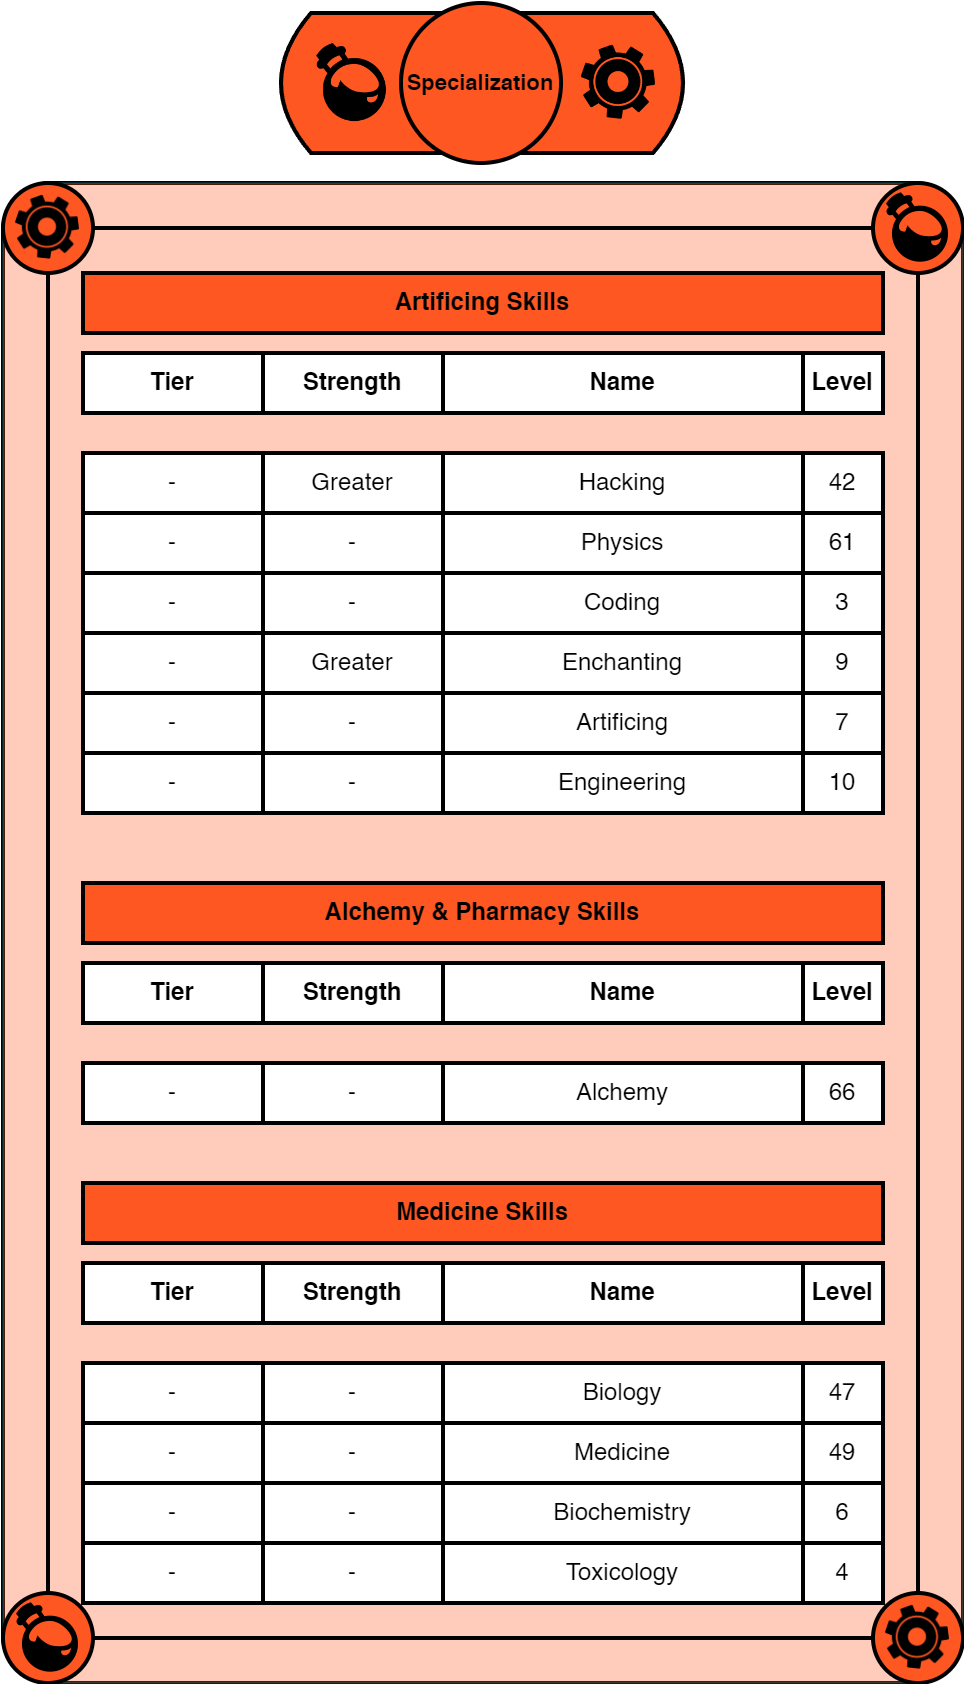 Specialization
Artificing Skills
Tier Strength Name Level
- Greater Hacking 42
- - Physics 61
- - Coding 3
- Greater Enchanting 9
- - Artificing 7
- - Engineering 10
Alchemy & Pharmacy Skills
Tier Strength Name Level
- - Alchemy 66
Medicine Skills
Tier Strength Name Level
- - Biology 47
- - Medicine 49
- - Biochemistry 6
- - Toxicology 4